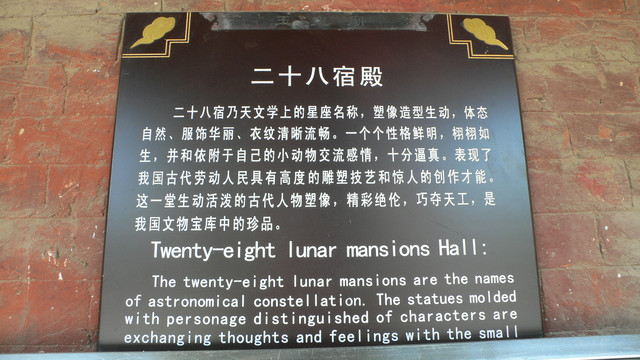 二十八宿殿
二十八宿乃天文学上的星座名称，塑像造型生动，体态
自然、服饰华丽、衣纹清晰流畅。一个个性格鲜明，栩栩如
生，并和依附于自己的小动物交流感情，十分逼真。表现了
我国古代劳动人民具有高度的雕塑技艺和惊人的创作才能。
这一堂生动活泼的古代人物塑像，精彩绝伦，巧夺天工，是
我国文物宝库中的珍品。
Twenty-eight lunar mansions Hall:
The twenty-eight lunar mansions are the names
of astronomical constellation. The statues molded
with personage distinguished of characters are
exchanging thoughts and feelings with the small